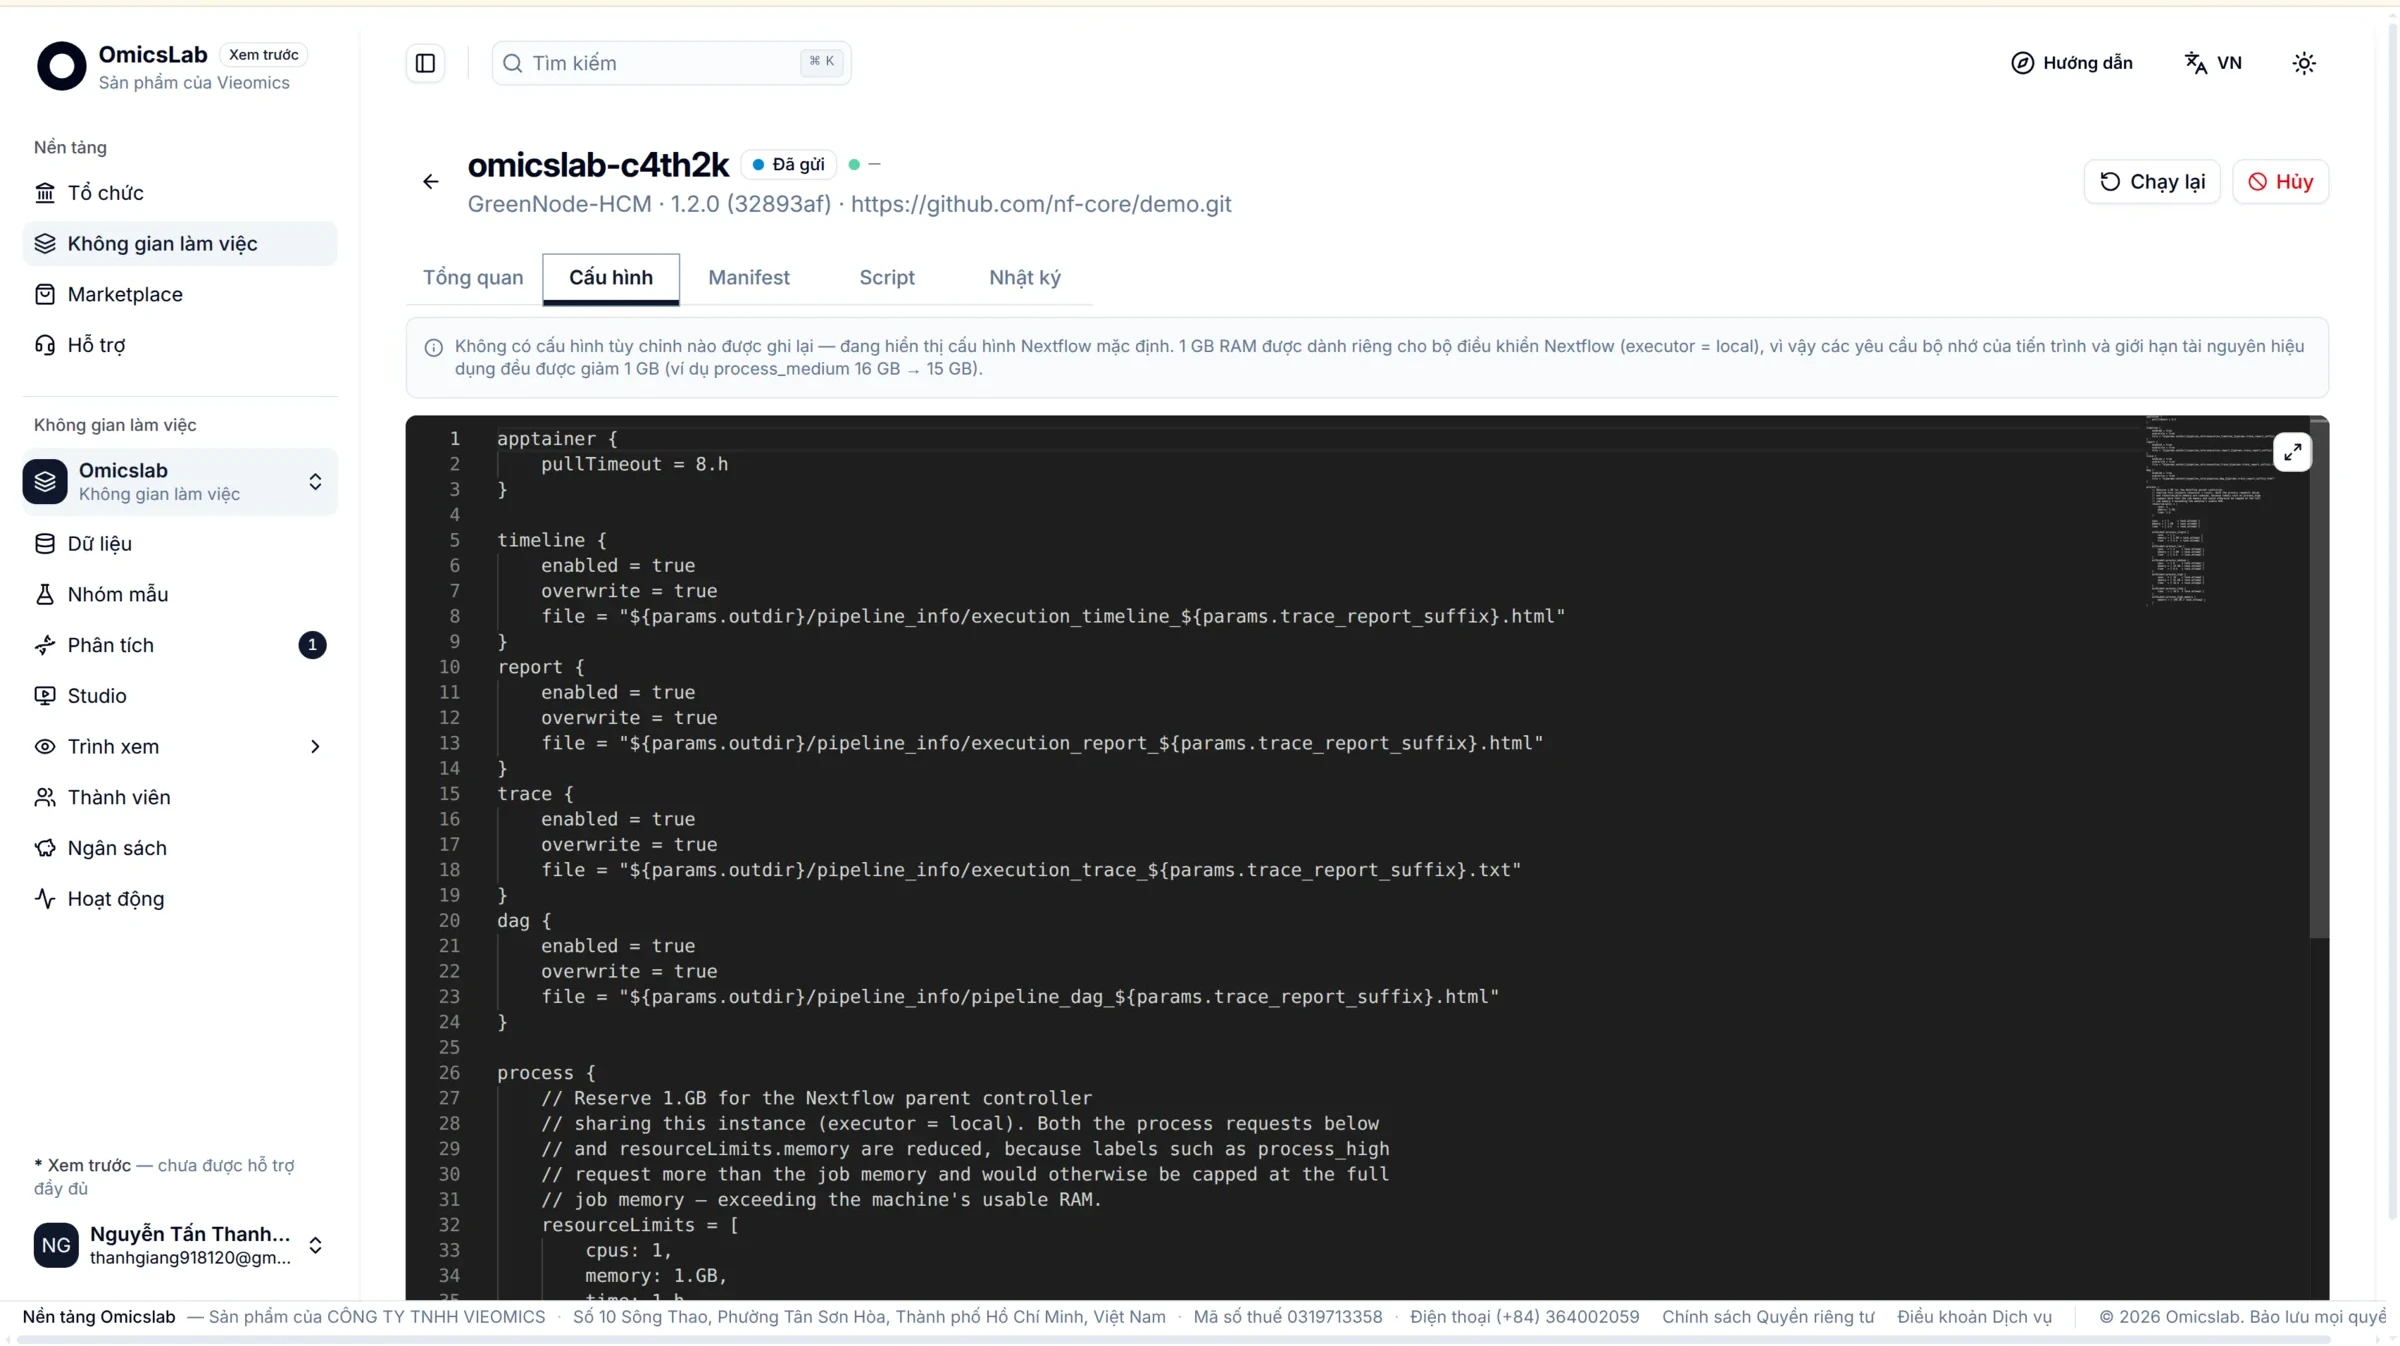 OmicsLab Xem trước
Sản phẩm của Vieomics
Tìm kiếm ⌘ K
Hướng dẫn VN
Nền tảng
Tổ chức
Không gian làm việc
Marketplace
Hỗ trợ
Không gian làm việc
Omicslab
Không gian làm việc
Dữ liệu
Nhóm mẫu
Phân tích 1
Studio
Trình xem
Thành viên
Ngân sách
Hoạt động
* Xem trước — chưa được hỗ trợ
đầy đủ
NG
Nguyễn Tấn Thanh...
thanhgiang918120@gm...
omicslab-c4th2k Đã gửi —
GreenNode-HCM · 1.2.0 (32893af) · https://github.com/nf-core/demo.git
Chạy lại Hủy
Tổng quan Cấu hình Manifest Script Nhật ký
Không có cấu hình tùy chỉnh nào được ghi lại — đang hiển thị cấu hình Nextflow mặc định. 1 GB RAM được dành riêng cho bộ điều khiển Nextflow (executor = local), vì vậy các yêu cầu bộ nhớ của tiến trình và giới hạn tài nguyên hiệu
dụng đều được giảm 1 GB (ví dụ process_medium 16 GB → 15 GB).
1 apptainer {
2 pullTimeout = 8.h
3 }
4
5 timeline {
6 enabled = true
7 overwrite = true
8 file = "${params.outdir}/pipeline_info/execution_timeline_${params.trace_report_suffix}.html"
9 }
10 report {
11 enabled = true
12 overwrite = true
13 file = "${params.outdir}/pipeline_info/execution_report_${params.trace_report_suffix}.html"
14 }
15 trace {
16 enabled = true
17 overwrite = true
18 file = "${params.outdir}/pipeline_info/execution_trace_${params.trace_report_suffix}.txt"
19 }
20 dag {
21 enabled = true
22 overwrite = true
23 file = "${params.outdir}/pipeline_info/pipeline_dag_${params.trace_report_suffix}.html"
24 }
25
26 process {
27 // Reserve 1.GB for the Nextflow parent controller
28 // sharing this instance (executor = local). Both the process requests below
29 // and resourceLimits.memory are reduced, because labels such as process_high
30 // request more than the job memory and would otherwise be capped at the full
31 // job memory — exceeding the machine's usable RAM.
32 resourceLimits = [
33 cpus: 1,
34 memory: 1.GB,
Nền tảng Omicslab — Sản phẩm của CÔNG TY TNHH VIEOMICS · Số 10 Sông Thao, Phường Tân Sơn Hòa, Thành phố Hồ Chí Minh, Việt Nam · Mã số thuế 0319713358 · Điện thoại (+84) 364002059 Chính sách Quyền riêng tư Điều khoản Dịch vụ © 2026 Omicslab. Bảo lưu mọi quyề